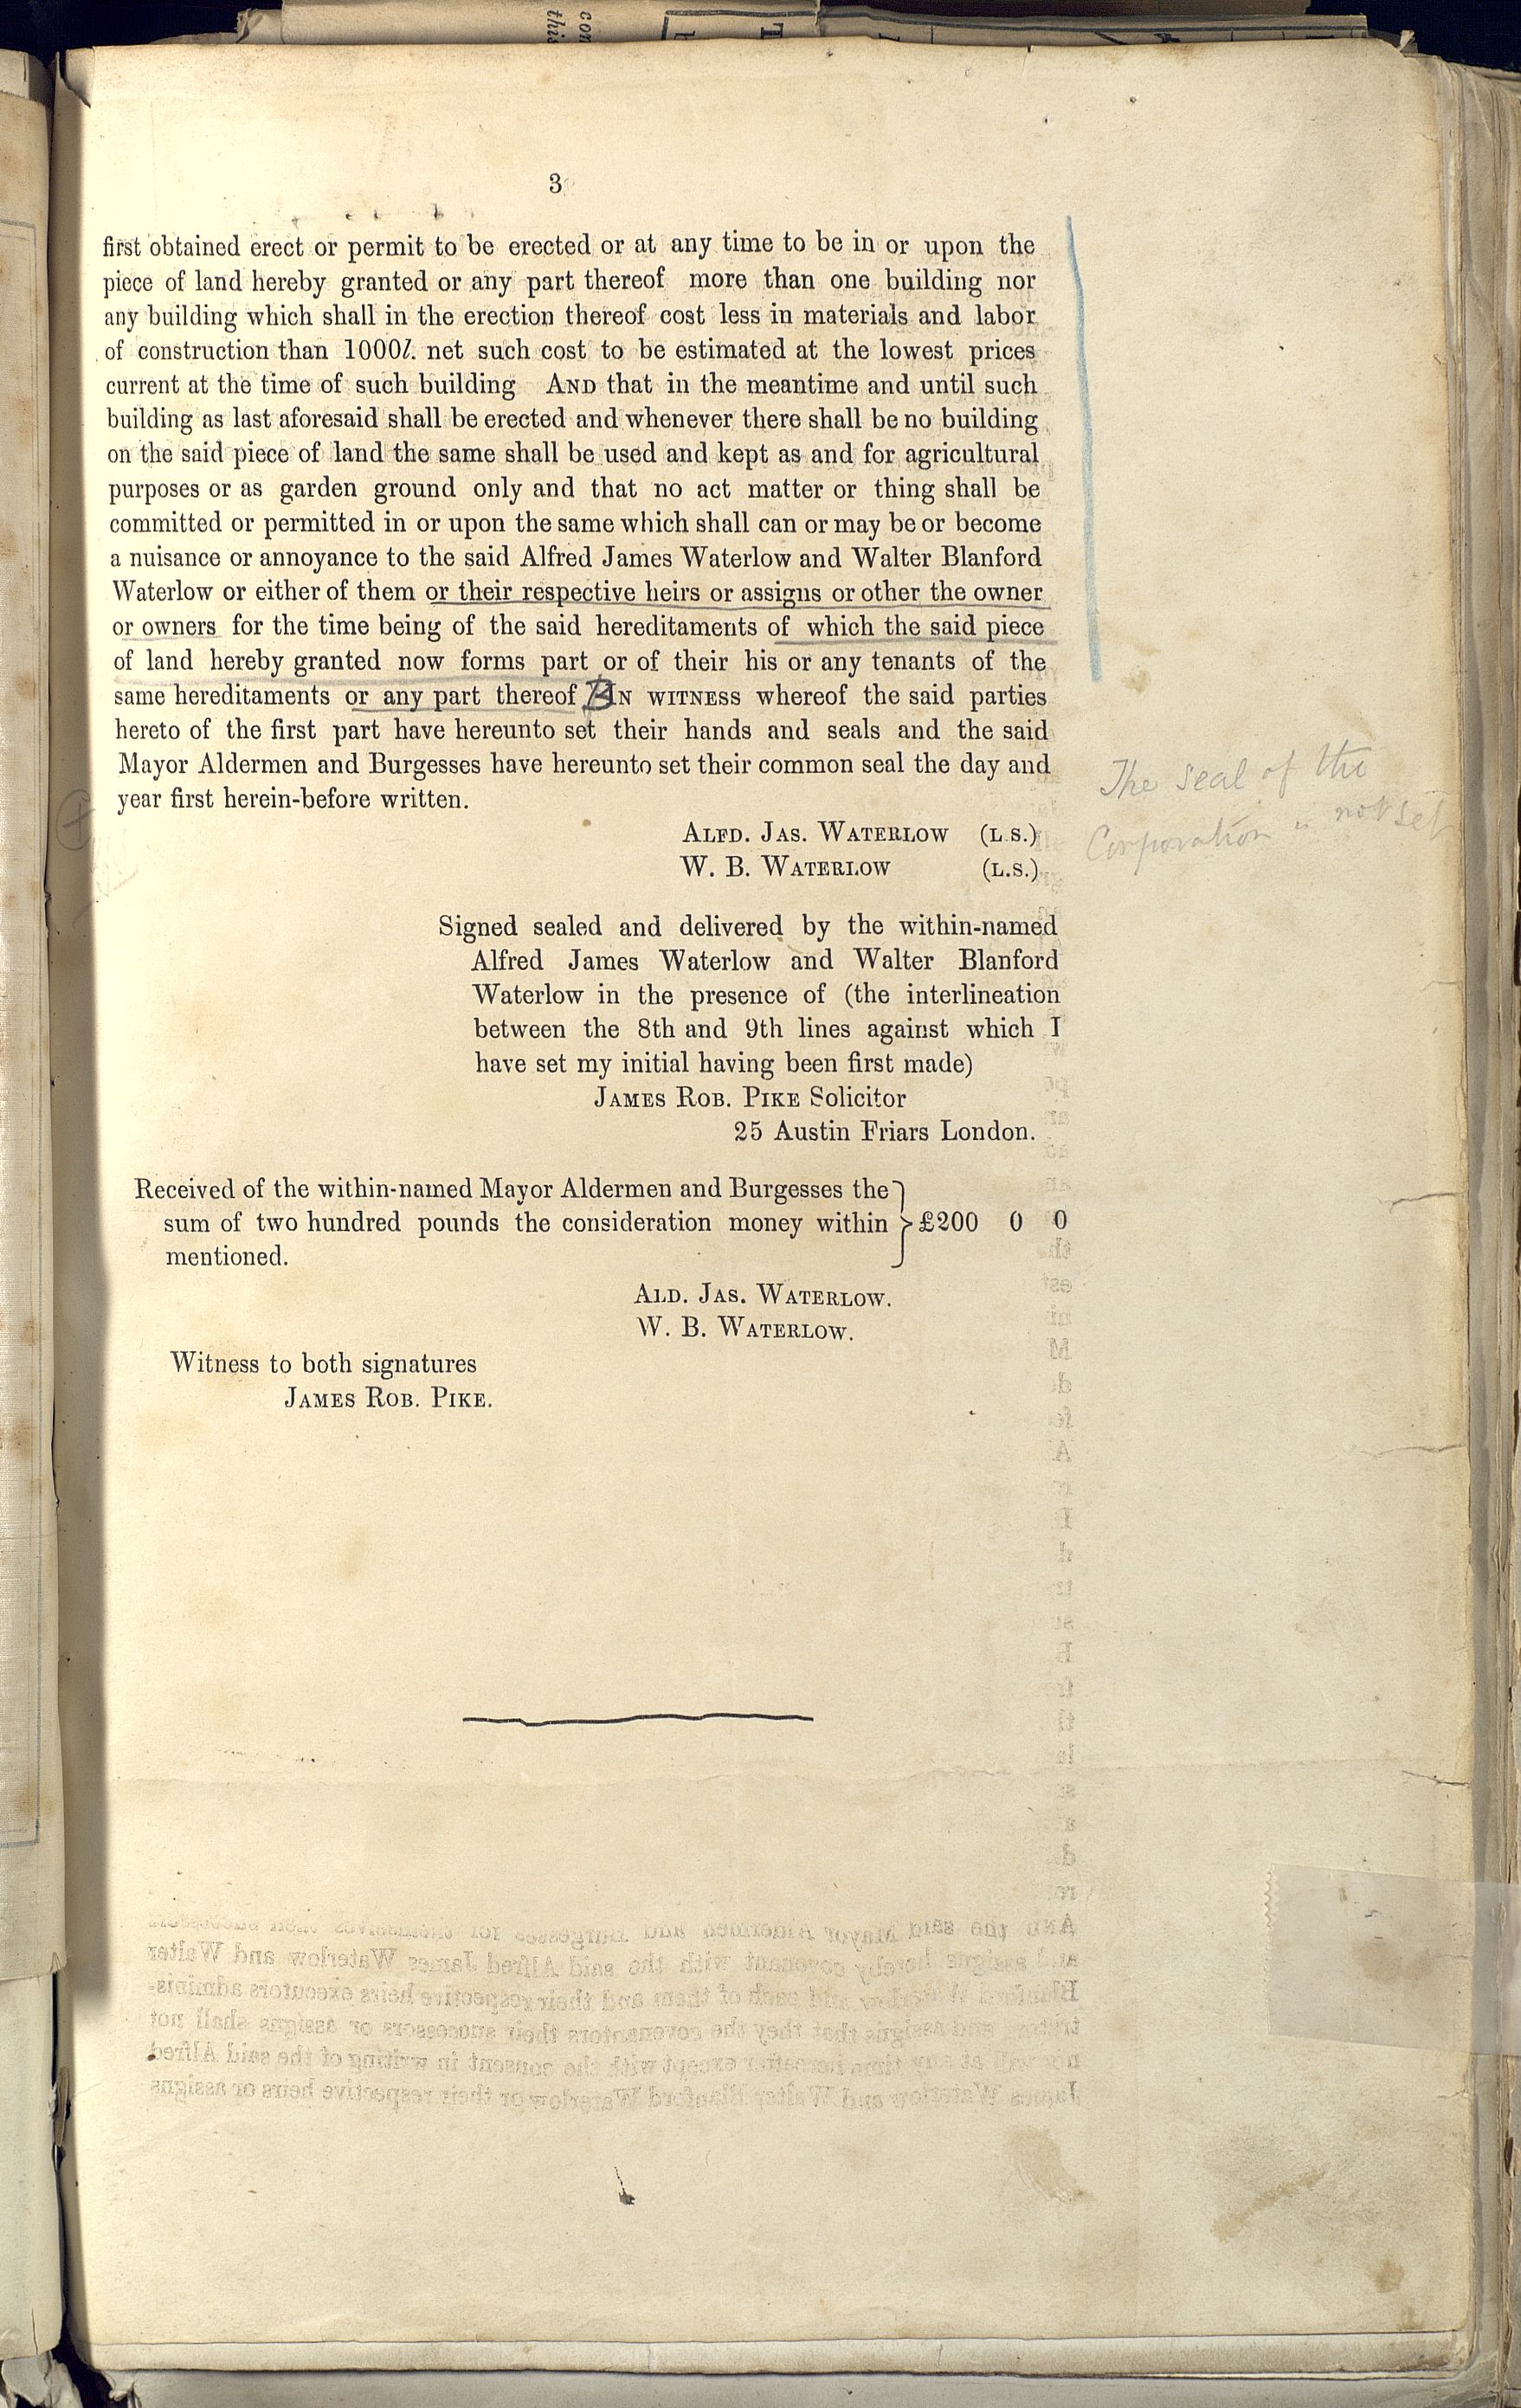 3
first obtained erect or permit to be erected or at any time to be in or upon the
piece of land hereby granted or any part thereof more than one building nor
any building which shall in the erection thereof cost less in materials and labor
of construction than 1000l. net such cost to be estimated at the lowest prices
current at the time of such building AND that in the meantime and until such
building as last aforesaid shall be erected and whenever there shall be no building
on the said piece of land the same shall be used and kept as and for agricultural
purposes or as garden ground only and that no act matter or thing shall be
committed or permitted in or upon the same which shall can or may be or become
a nuisance or annoyance to the said Alfred James Waterlow and Walter Blanford
Waterlow or either of them or their respective heirs or assigns or other the owner
or owners for the time being of the said hereditaments of which the said piece
of land hereby granted now forms part or of their his or any tenants of the
same hereditaments or any part thereof IN WITNESS whereof the said parties
hereto of the first part have hereunto set their hands and seals and the said
Mayor Aldermen and Burgesses have hereunto set their common seal the day and
year first herein-before written.
The seal of the
Corporation is not set
ALFD. JAS. WATERLOW (L.S.)
W. B. WATERLOW (L.S.)
Signed sealed and delivered by the within-named
Alfred James Waterlow and Walter Blanford
Waterlow in the presence of (the interlineation
between the 8th and 9th lines against which I
have set my initial having been first made)
JAMES ROB. PIKE Solicitor
25 Austin Friars London.
Received of the within-named Mayor Aldermen and Burgesses the
sum of two hundred pounds the consideration money within £200 0 0
mentioned.
ALD. JAS. WATERLOW.
W. B. WATERLOW.
Witness to both signatures
JAMES ROB. PIKE.